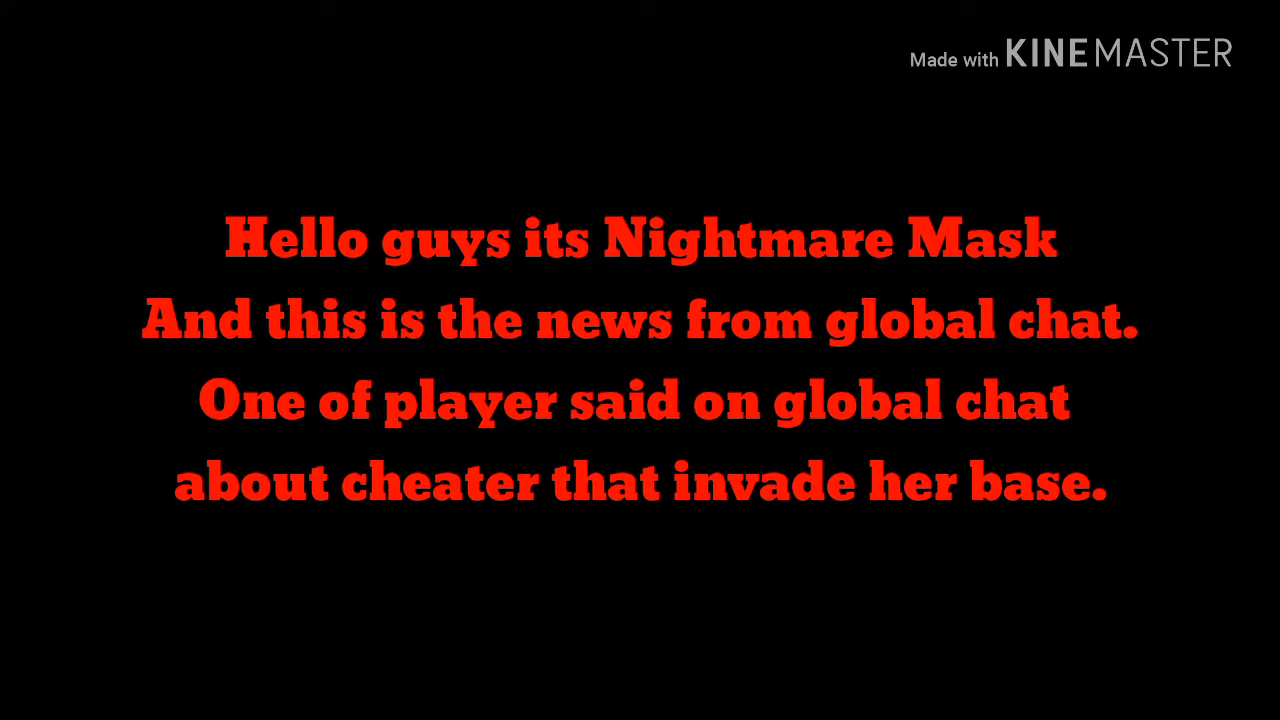 Made with KINEMASTER
Hello guys its Nightmare Mask
And this is the news from global chat.
One of player said on global chat
about cheater that invade her base.